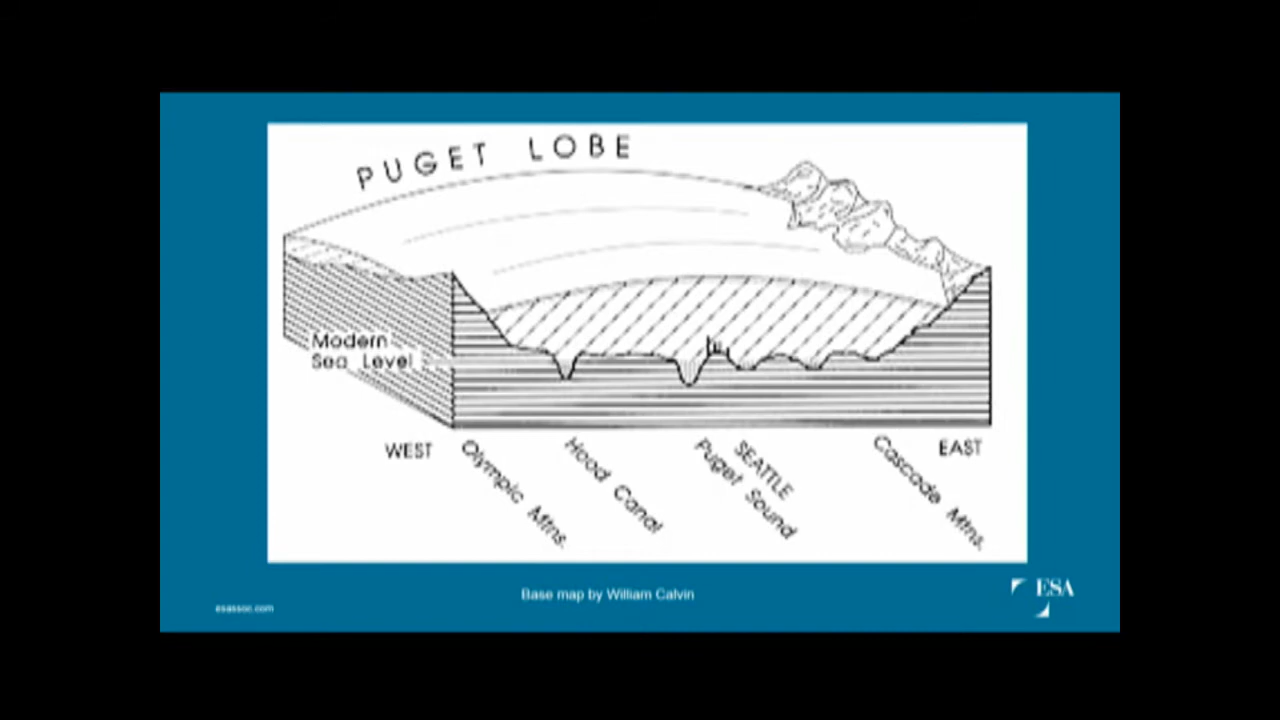 PUGET LOBE
Modern
Sea Level
WEST
EAST
Olympic Mtns.
Hood Canal
SEATTLE
Puget Sound
Cascade Mtns.
Base map by William Calvin
esassoc.com
ESA